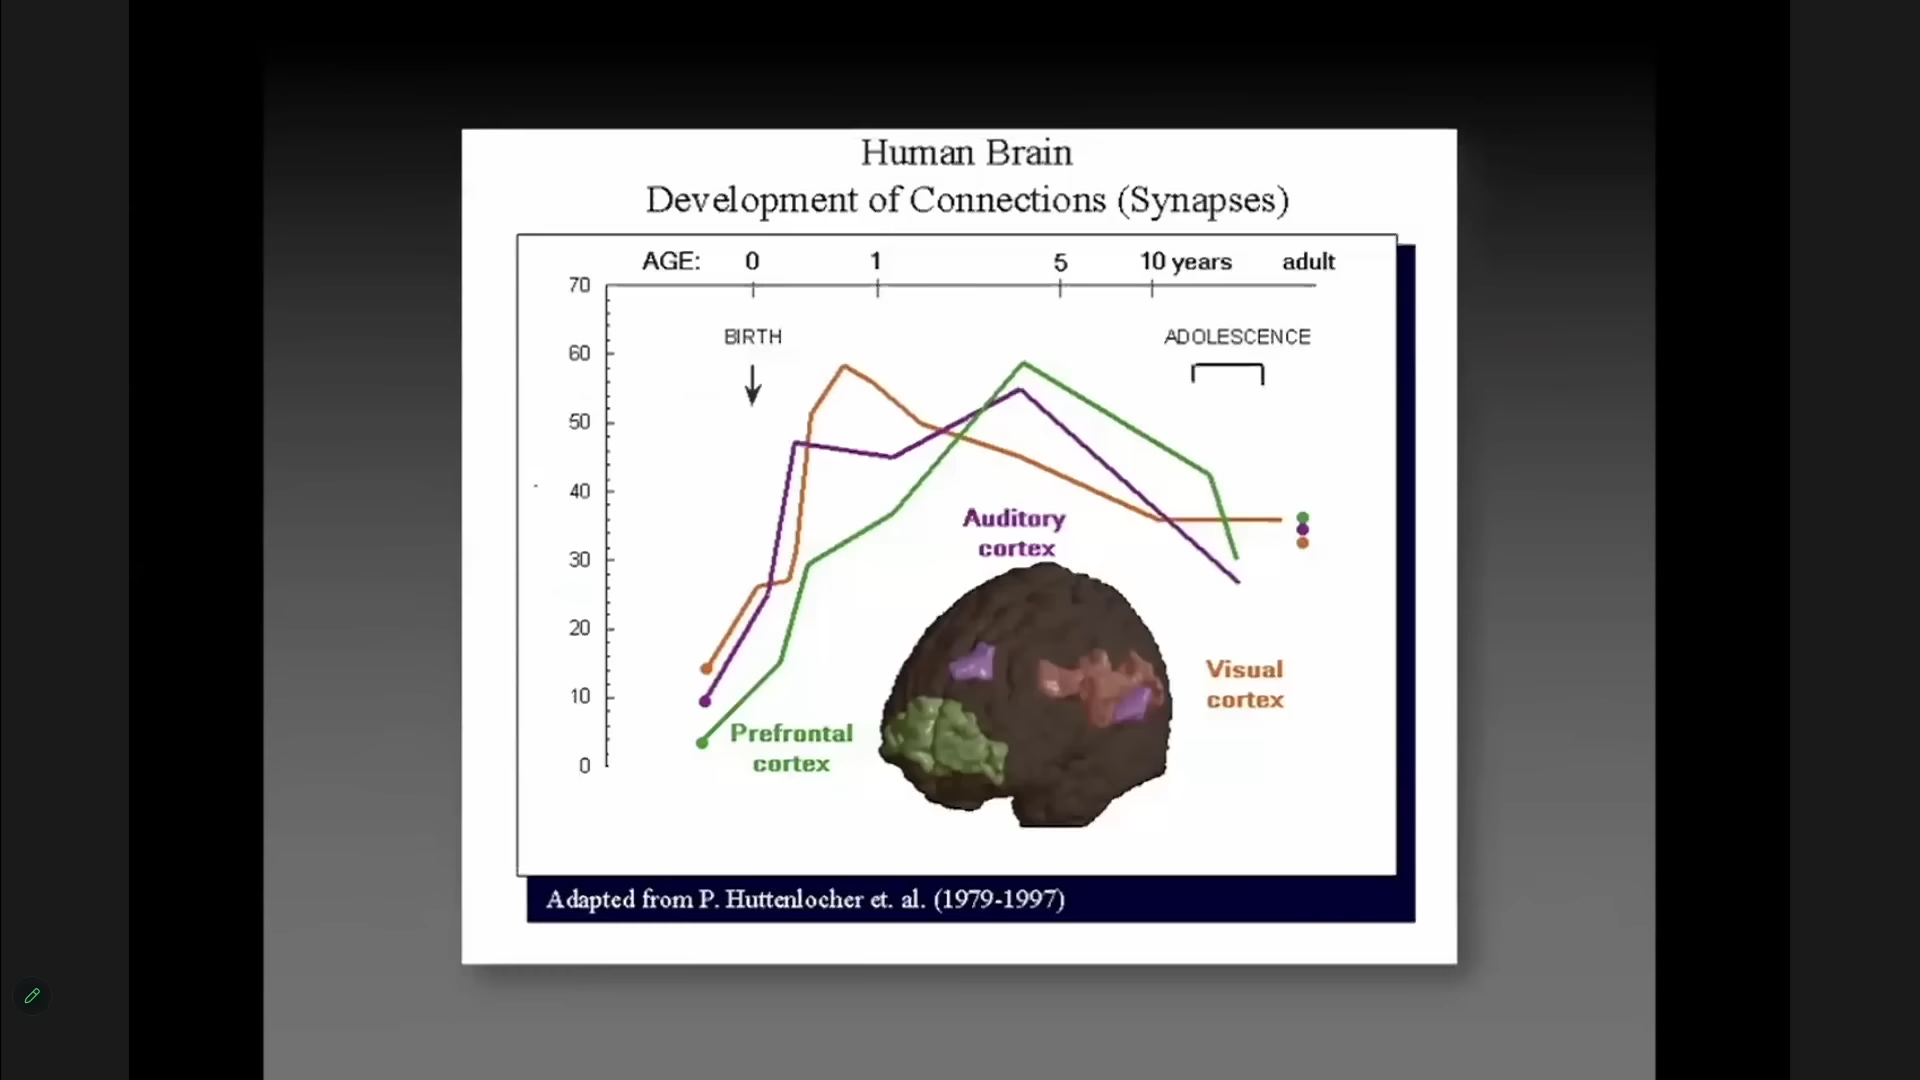 Human Brain
Development of Connections (Synapses)
AGE: 0 1 5 10 years adult
70
BIRTH ADOLESCENCE
60
50
40
Auditory
cortex
30
20
Visual
cortex
10
Prefrontal
cortex
0
Adapted from P. Huttenlocher et. al. (1979-1997)